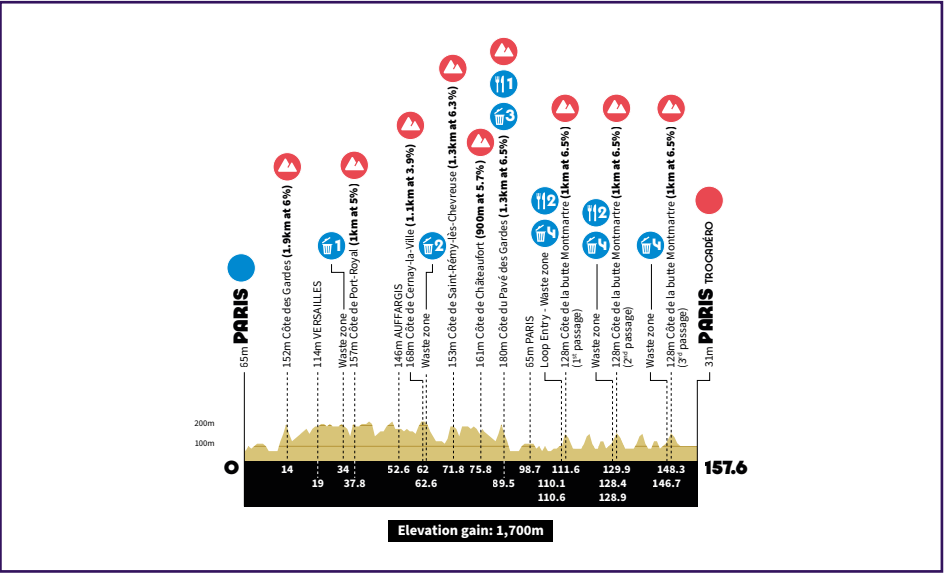 65m PARIS
152m Côte des Gardes (1.9km at 6%)
114m VERSAILLES
1
Waste zone
157m Côte de Port-Royal (1km at 5%)
146m AUFFARGIS
168m Côte de Cernay-la-Ville (1.1km at 3.9%)
2
Waste zone
153m Côte de Saint-Rémy-lès-Chevreuse (1.3km at 6.3%)
161m Côte de Châteaufort (900m at 5.7%)
1
3
180m Côte du Pavé des Gardes (1.3km at 6.5%)
65m PARIS
2
4
Loop Entry - Waste zone
128m Côte de la butte Montmartre (1km at 6.5%)
(1st passage)
2
4
Waste zone
128m Côte de la butte Montmartre (1km at 6.5%)
(2nd passage)
4
Waste zone
128m Côte de la butte Montmartre (1km at 6.5%)
(3rd passage)
31m PARIS TROCADÉRO
200m
100m
0 14 34 52.6 62 71.8 75.8 98.7 111.6 129.9 148.3 157.6
19 37.8 62.6 89.5 110.1 128.4 146.7
110.6 128.9
Elevation gain: 1,700m